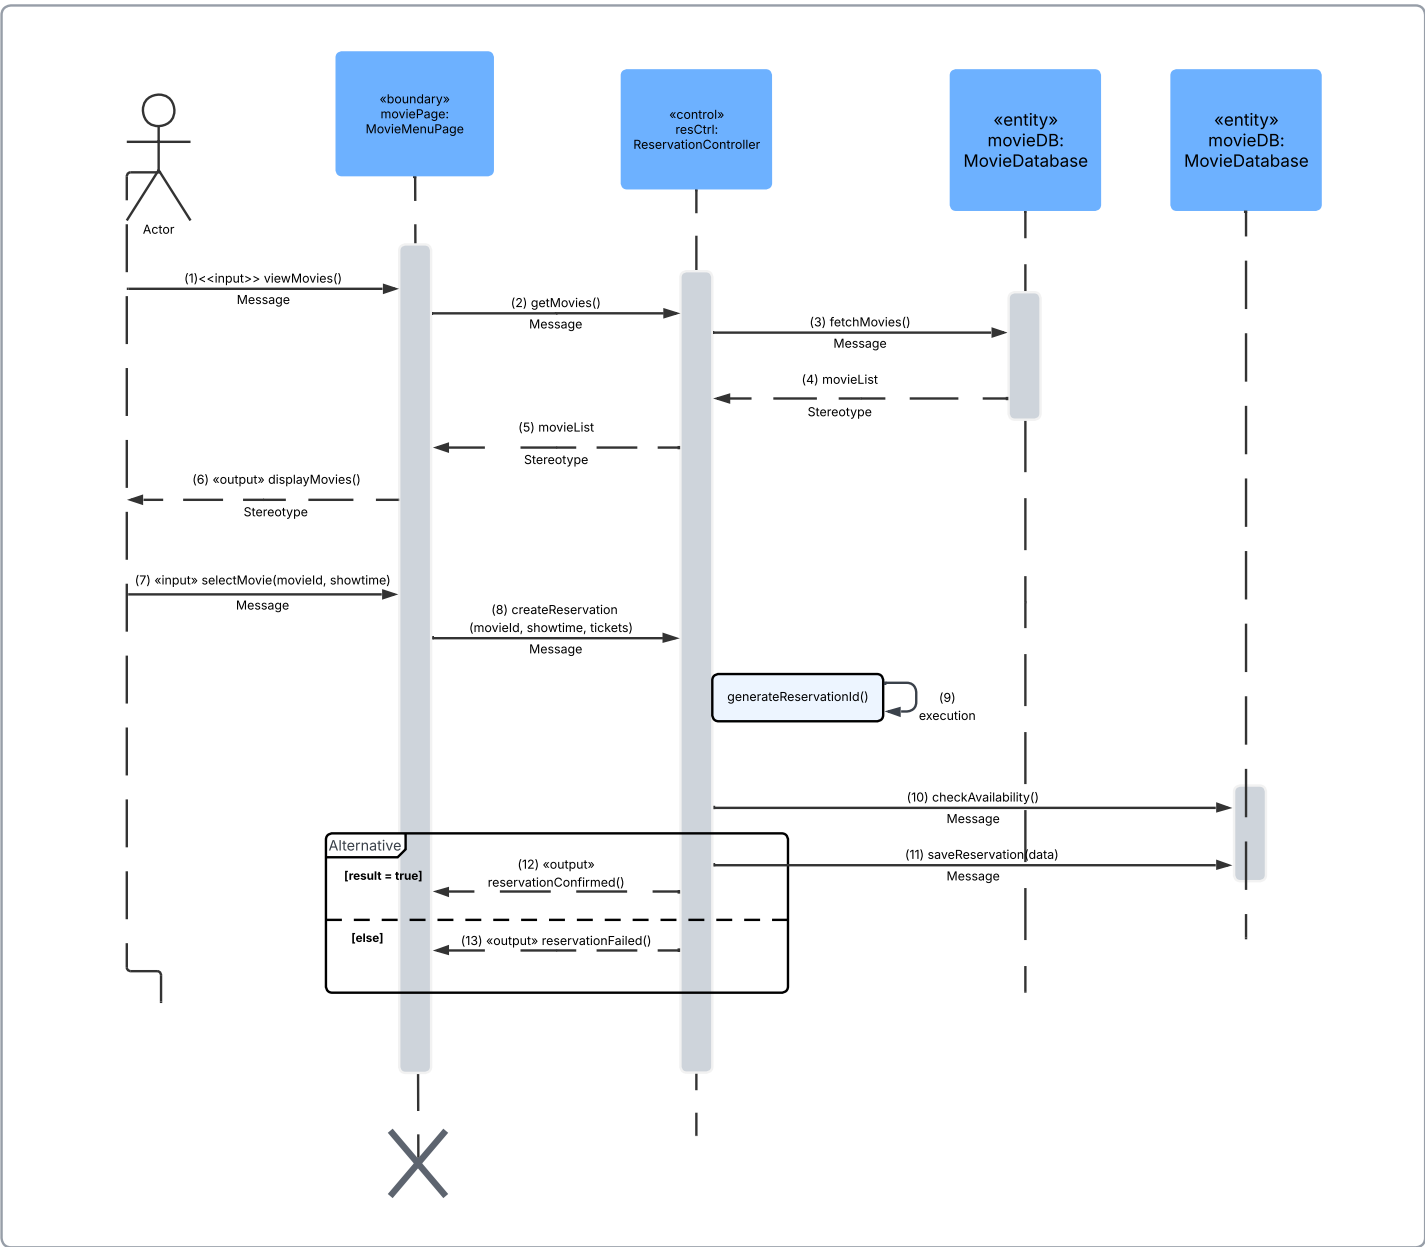 «boundary»
moviePage:
MovieMenuPage
«control»
resCtrl:
ReservationController
«entity»
movieDB:
MovieDatabase
«entity»
movieDB:
MovieDatabase
Actor
(1)<<input>> viewMovies()
Message
(2) getMovies()
Message
(3) fetchMovies()
Message
(4) movieList
Stereotype
(5) movieList
Stereotype
(6) «output» displayMovies()
Stereotype
(7) «input» selectMovie(movieId, showtime)
Message
(8) createReservation
(movieId, showtime, tickets)
Message
generateReservationId()
(9)
execution
(10) checkAvailability()
Message
Alternative
(11) saveReservation(data)
Message
[result = true]
(12) «output»
reservationConfirmed()
[else]
(13) «output» reservationFailed()